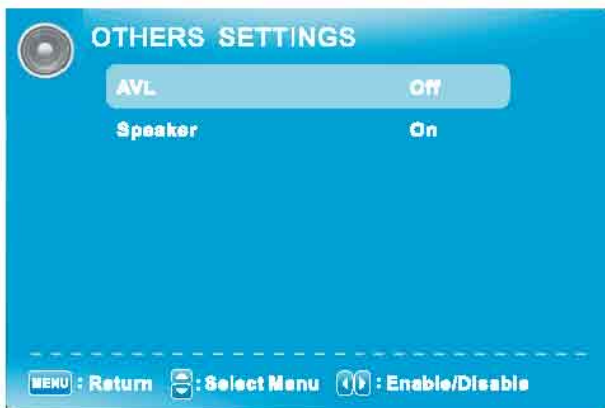 OTHERS SETTINGS
AVL Off
Speaker On
MENU : Return : Select Menu : Enable/Disable